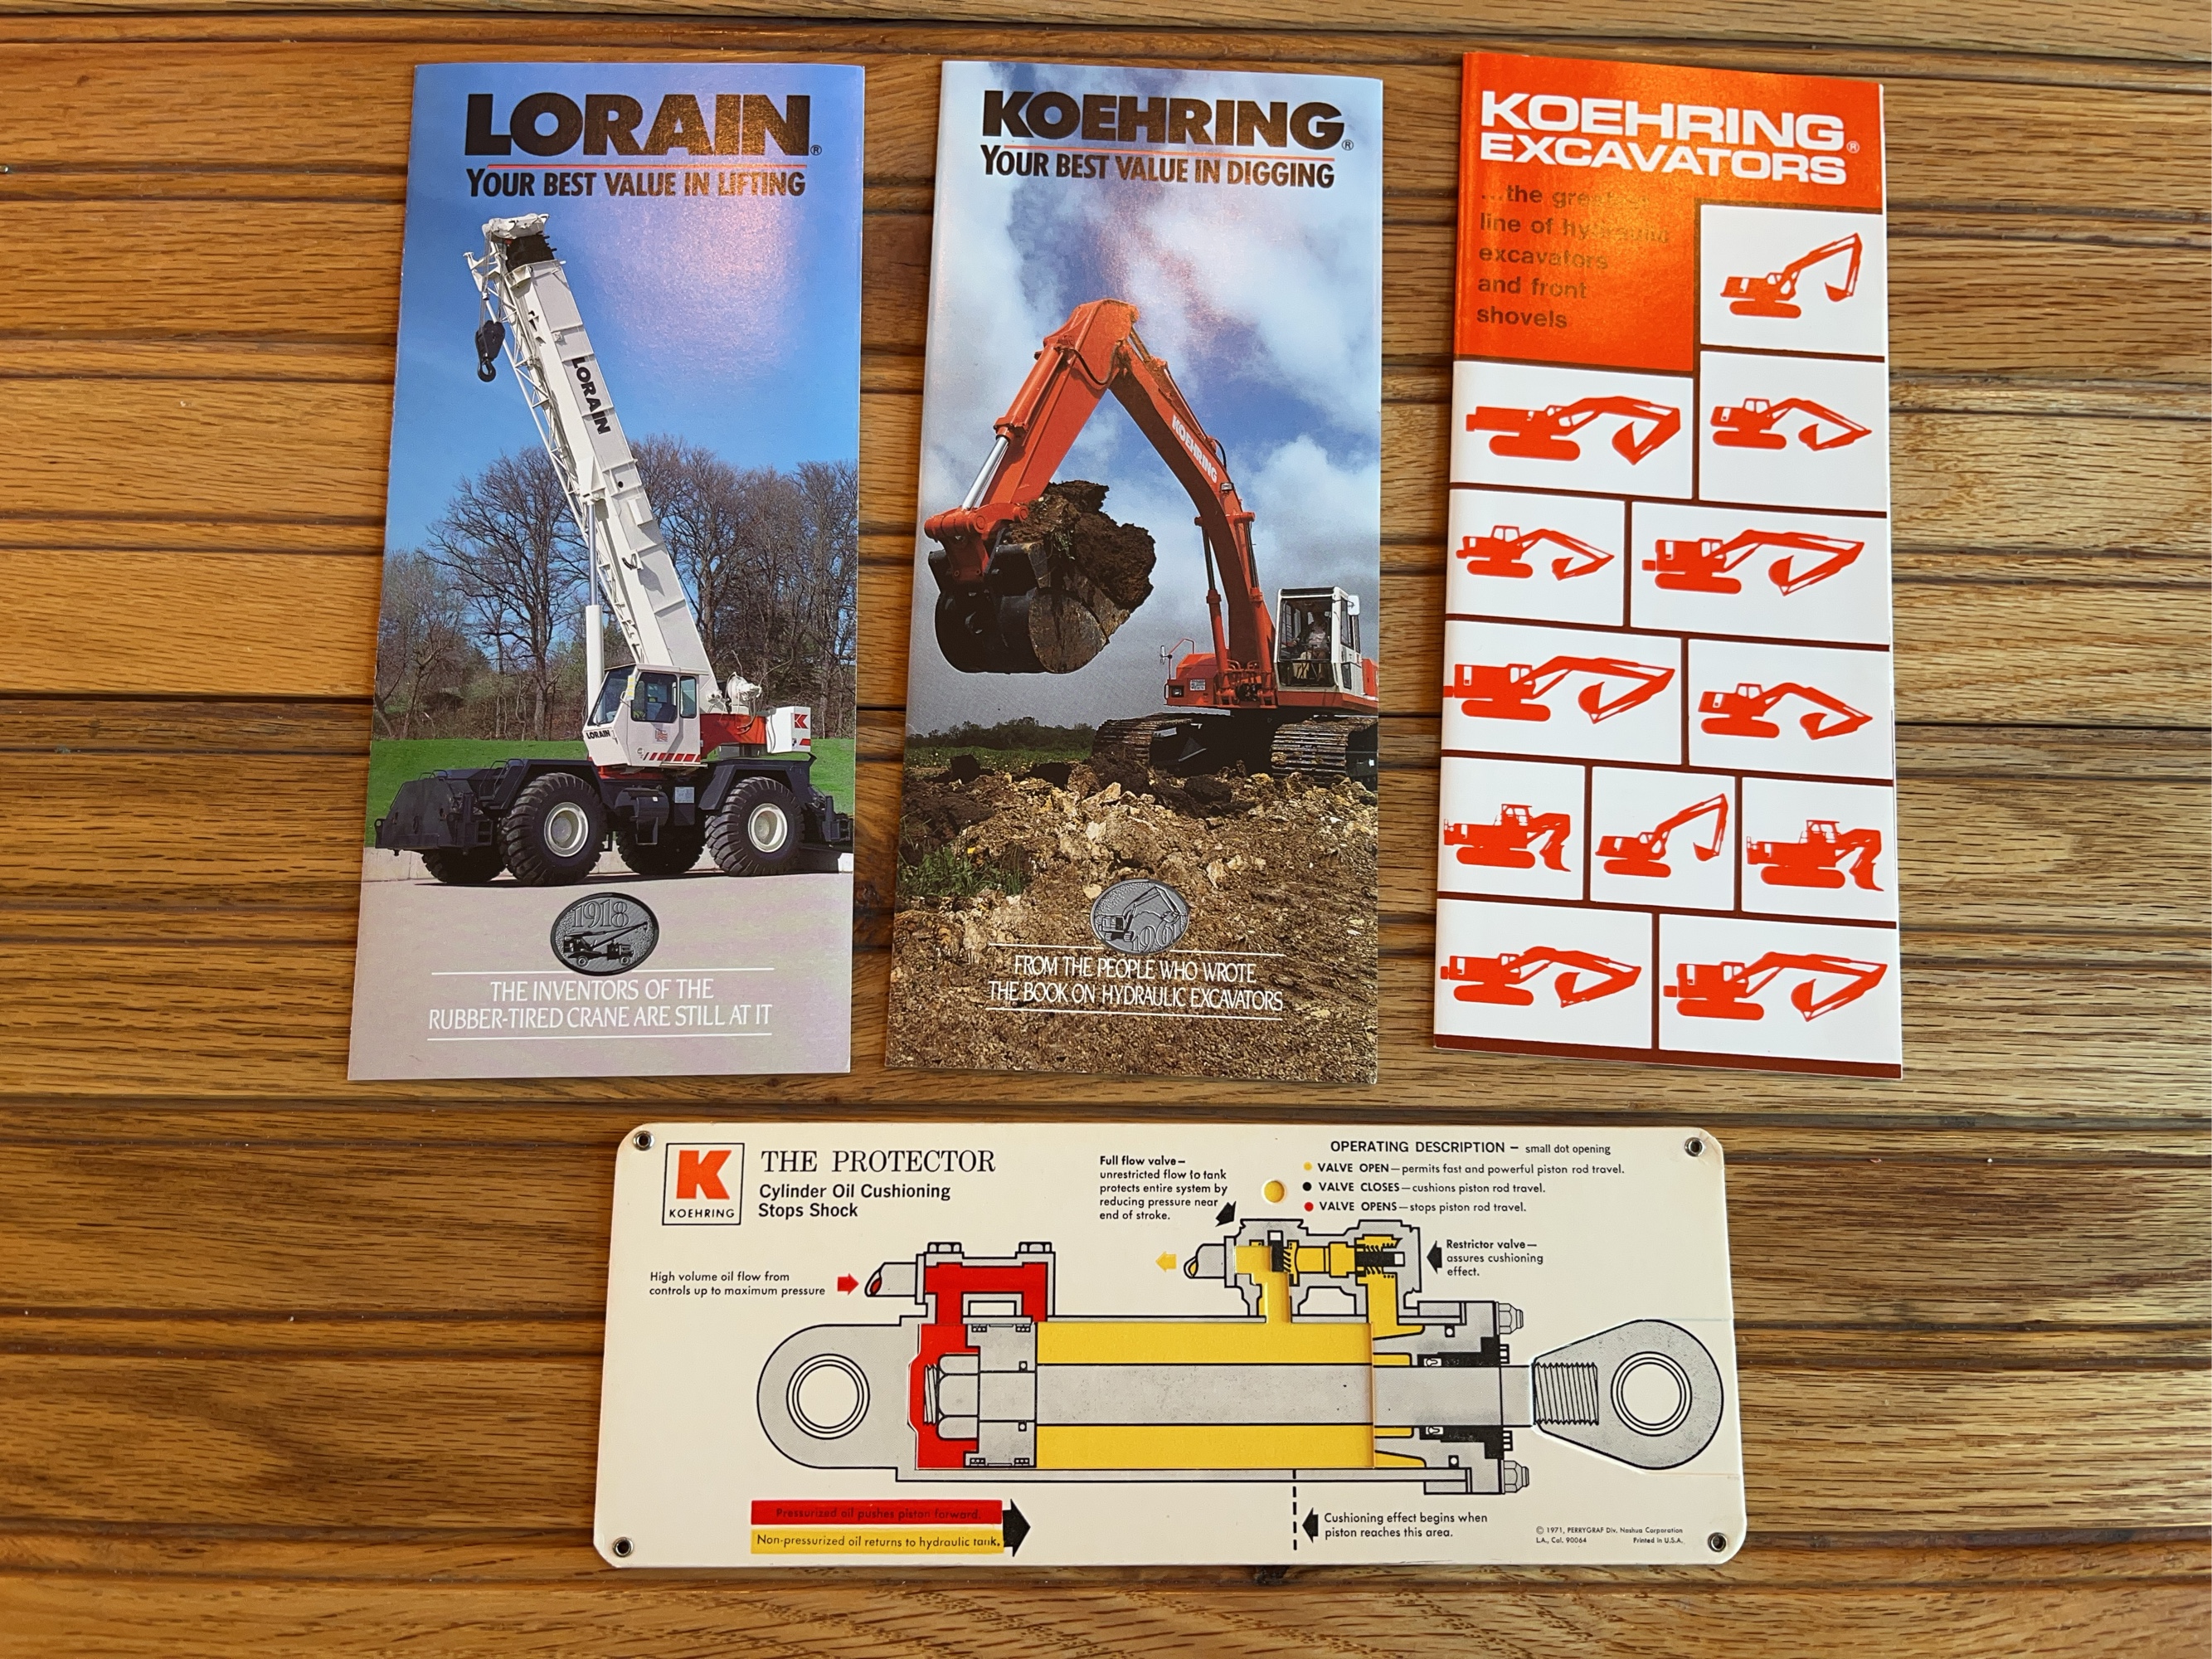 LORAIN®
YOUR BEST VALUE IN LIFTING
LORAIN
LORAIN
K
1918
THE INVENTORS OF THE
RUBBER-TIRED CRANE ARE STILL AT IT
KOEHRING®
YOUR BEST VALUE IN DIGGING
KOEHRING
FROM THE PEOPLE WHO WROTE
THE BOOK ON HYDRAULIC EXCAVATORS
KOEHRING®
EXCAVATORS
...the greatest
line of hydraulic
excavators
and front
shovels
K
KOEHRING
THE PROTECTOR
Cylinder Oil Cushioning
Stops Shock
Full flow valve—
unrestricted flow to tank
protects entire system by
reducing pressure near
end of stroke.
OPERATING DESCRIPTION – small dot opening
VALVE OPEN—permits fast and powerful piston rod travel.
VALVE CLOSES—cushions piston rod travel.
VALVE OPENS—stops piston rod travel.
Restrictor valve—
assures cushioning
effect.
High volume oil flow from
controls up to maximum pressure
Pressurized oil pushes piston forward.
Non-pressurized oil returns to hydraulic tank.
Cushioning effect begins when
piston reaches this area.
© 1971, PERRYGRAF Div. Nashua Corporation
L.A., Cal. 90064 Printed in U.S.A.